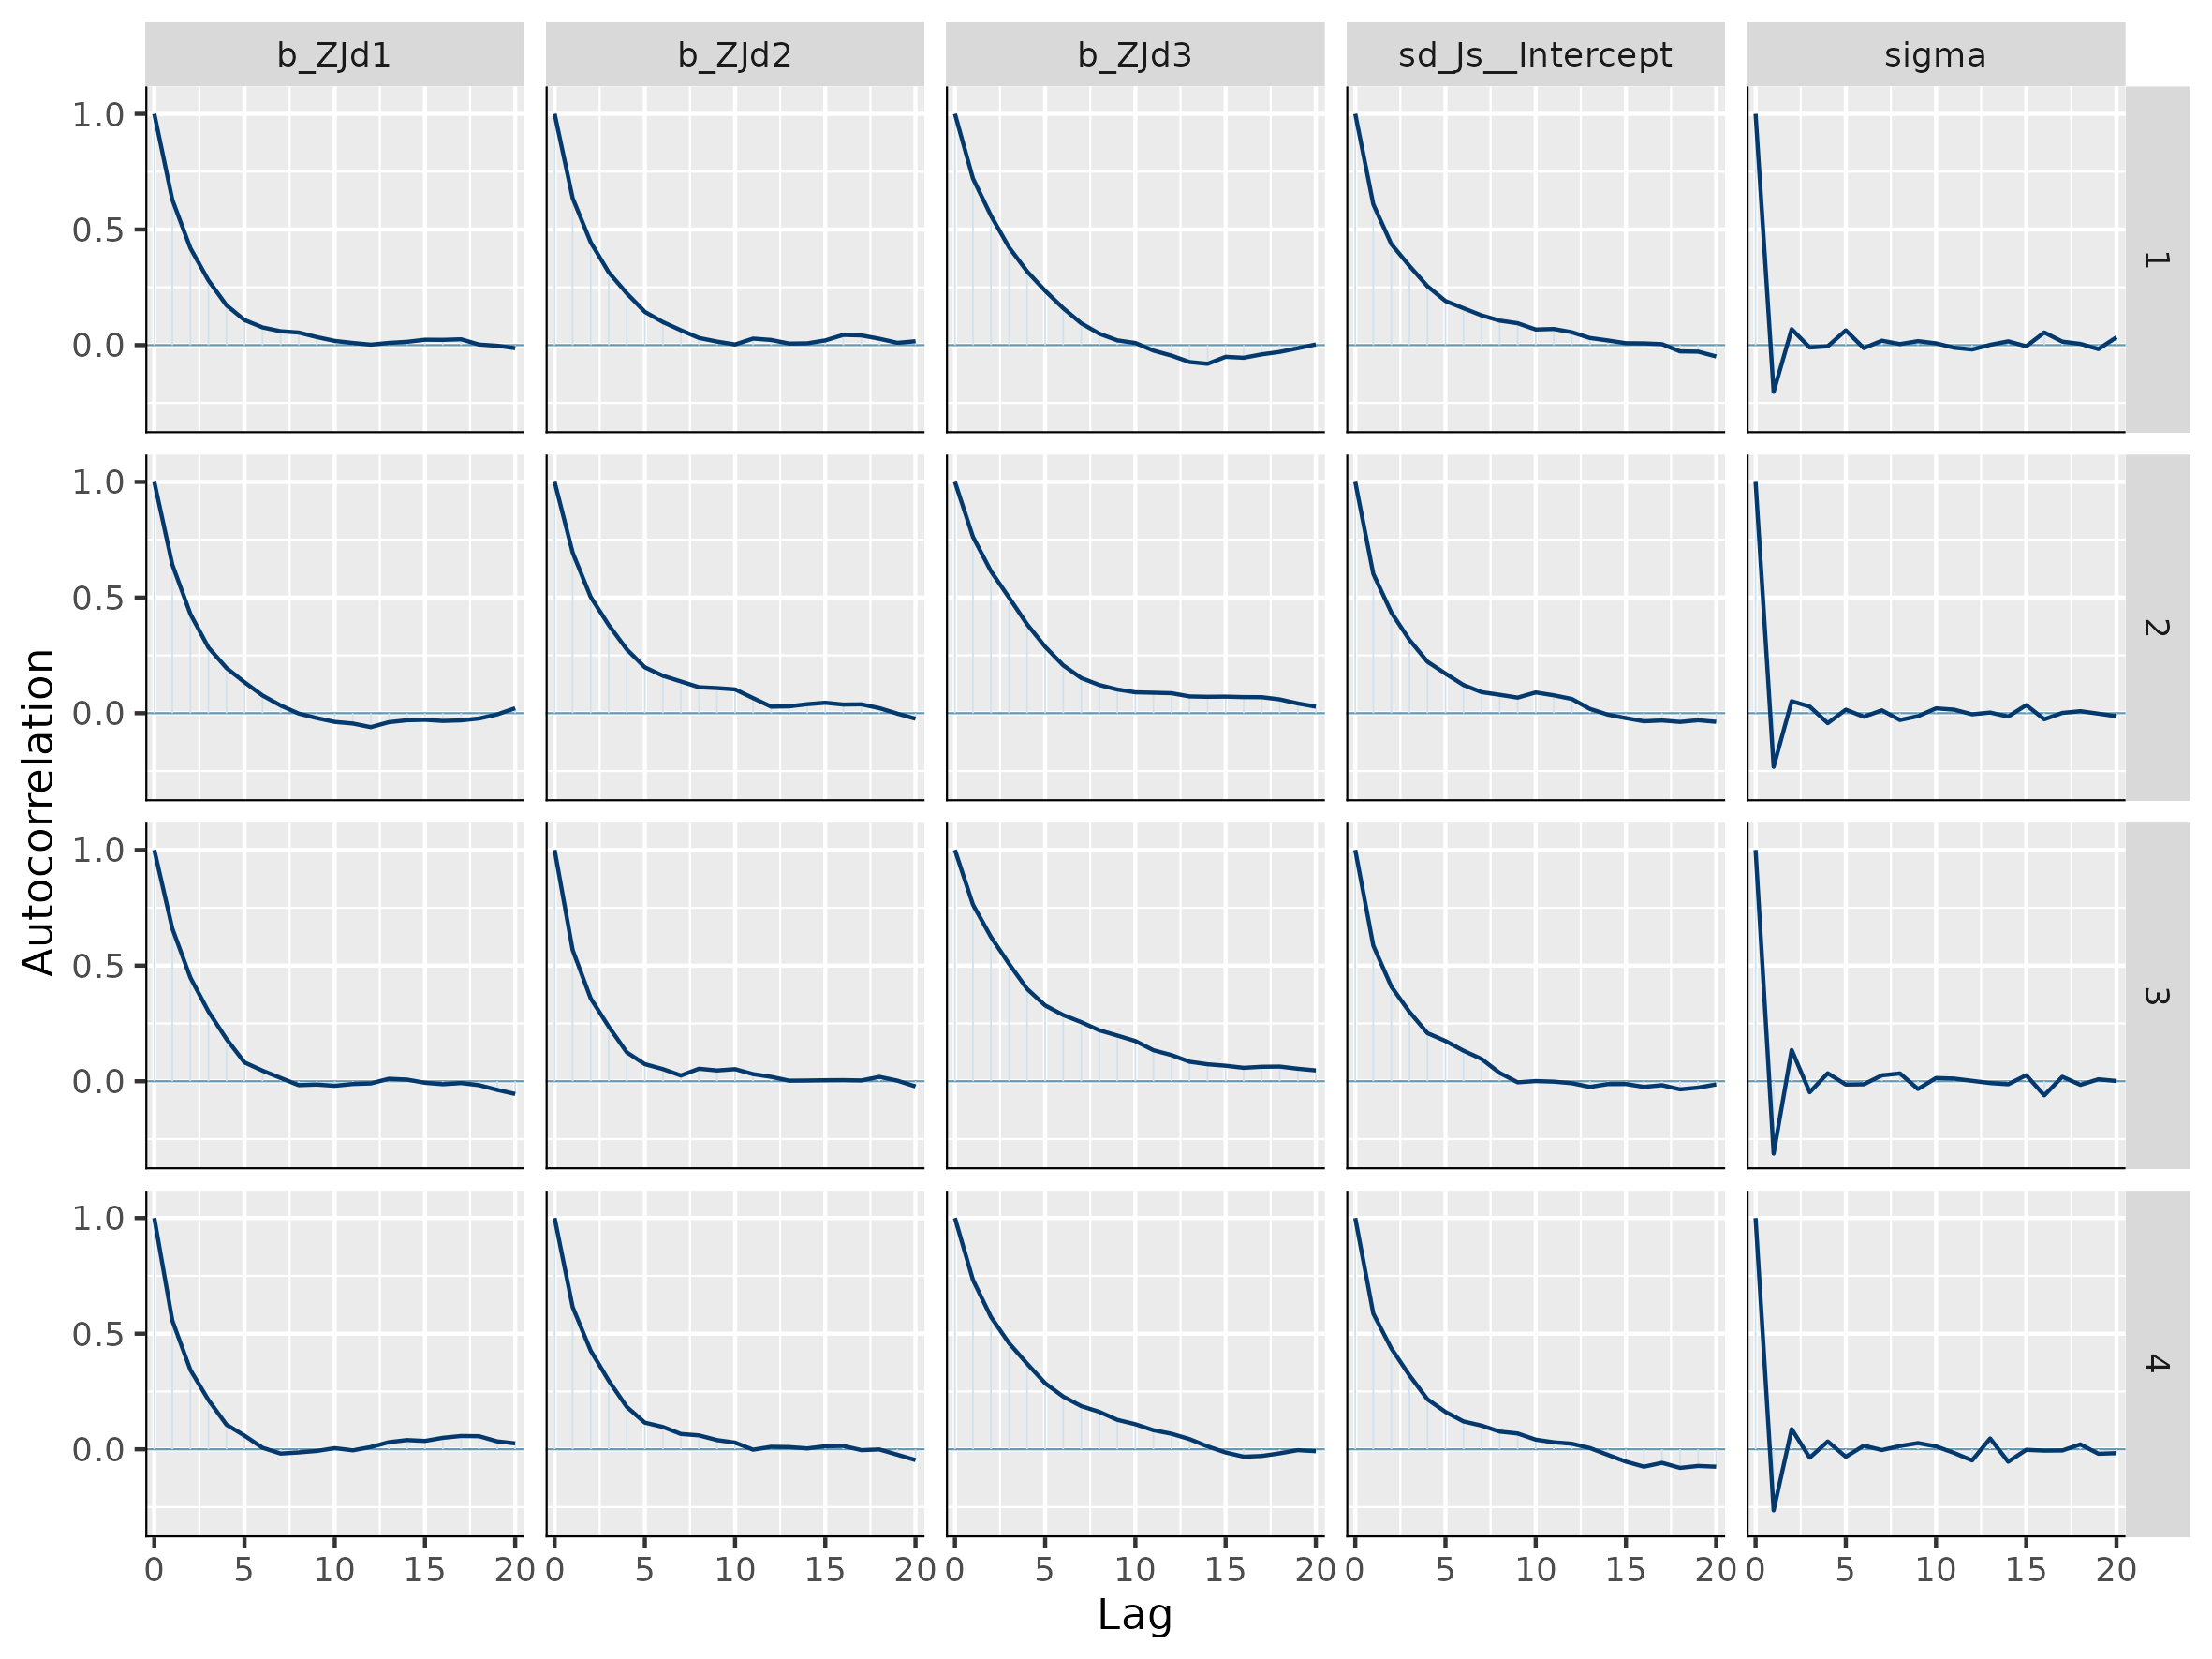 b_ZJd1 b_ZJd2 b_ZJd3 sd_Js__Intercept sigma
1.0 0.5 0.0 1
1.0 0.5 0.0 2
1.0 0.5 0.0 3
1.0 0.5 0.0 4
Autocorrelation
0 5 10 15 20 0 5 10 15 20 0 5 10 15 20 0 5 10 15 20 0 5 10 15 20
Lag